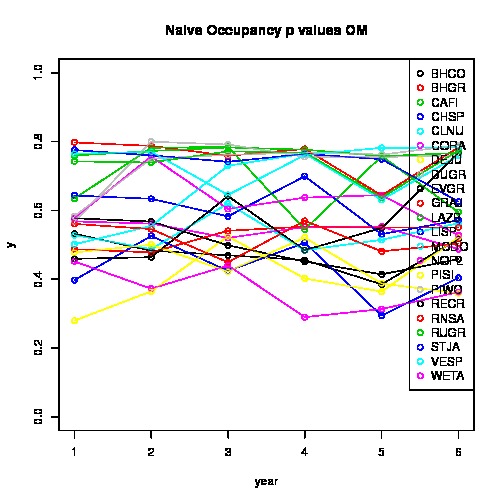 Naive Occupancy p values OM
1.0
0.8
0.6
0.4
0.2
0.0
y
1 2 3 4 5 6
year
BHCO
BHGR
CAFI
CHSP
CLNU
CORA
DEJU
DUGR
EVGR
GRAJ
LAZU
LISP
MOBO
NOFL
PISI
PIWO
RECR
RNSA
RUGR
STJA
VESP
WETA